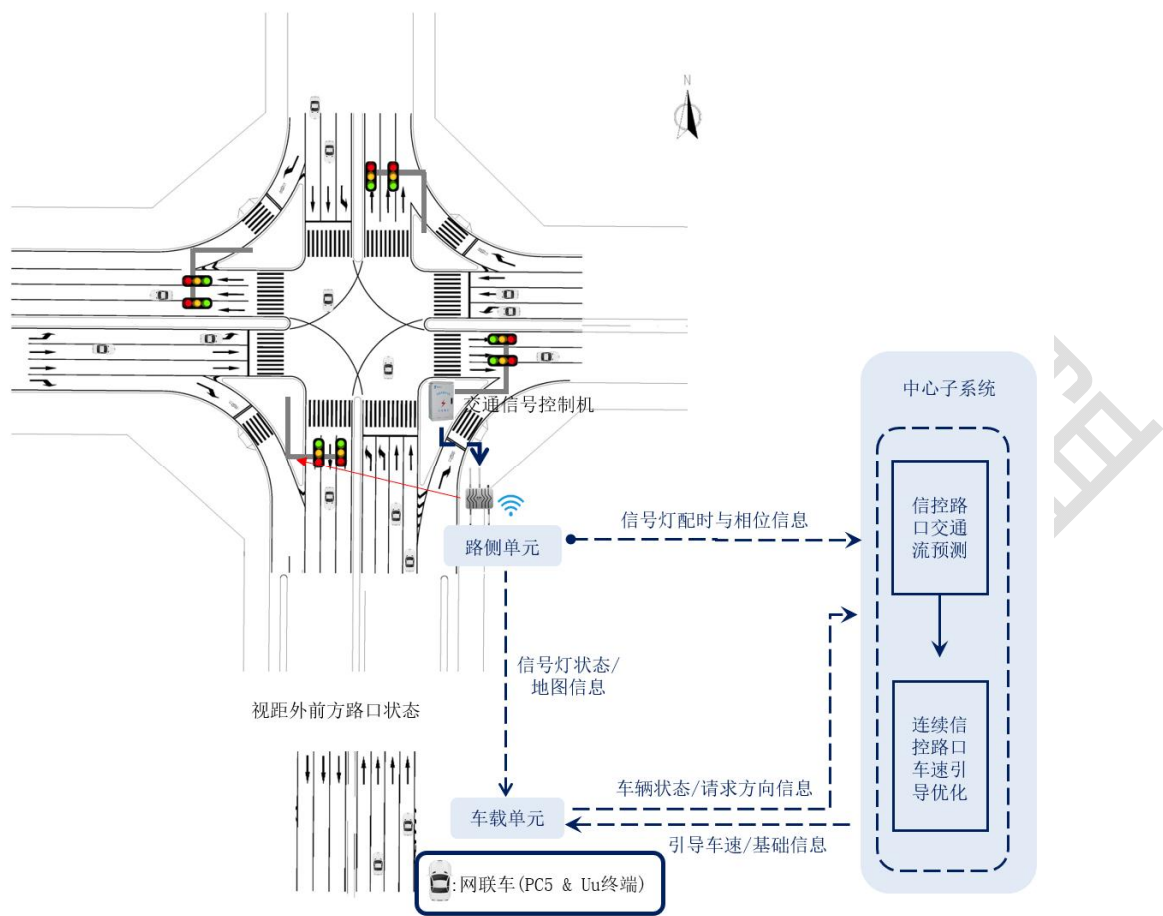 N
中心子系统
交通信号控制机
信控路
口交通
流预测
信号灯配时与相位信息
路侧单元
信号灯状态/
地图信息
视距外前方路口状态
连续信
控路口
车速引
导优化
车辆状态/请求方向信息
车载单元
引导车速/基础信息
:网联车(PC5 & Uu终端)